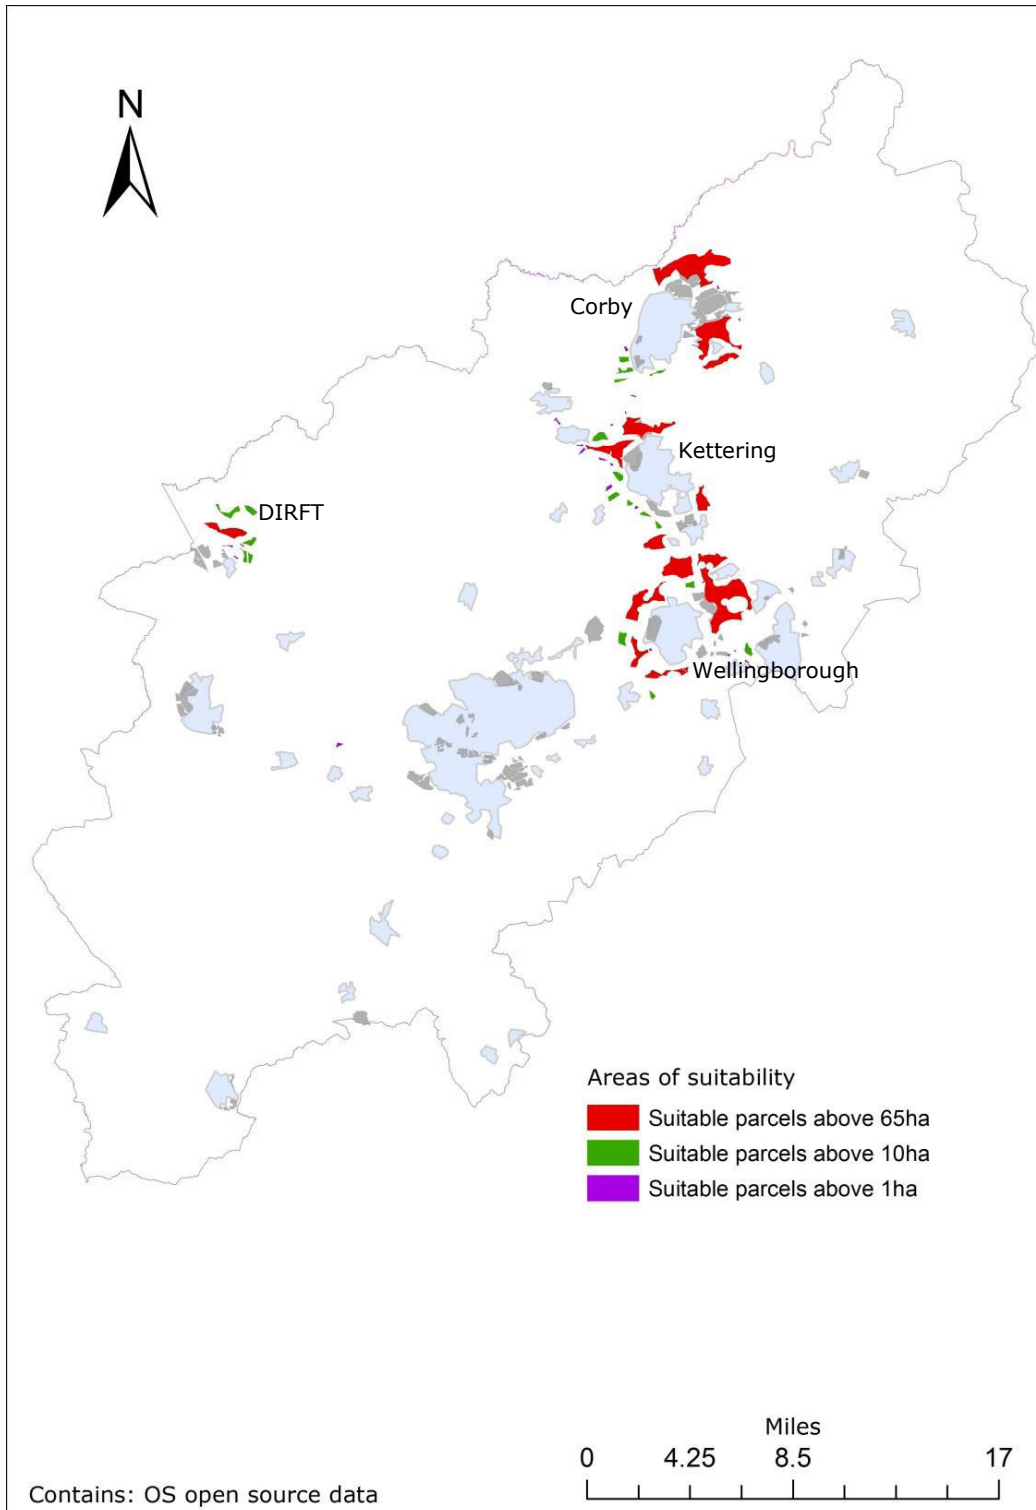 N
Corby
Kettering
DIRFT
Wellingborough
Areas of suitability
Suitable parcels above 65ha
Suitable parcels above 10ha
Suitable parcels above 1ha
Miles
0 4.25 8.5 17
Contains: OS open source data